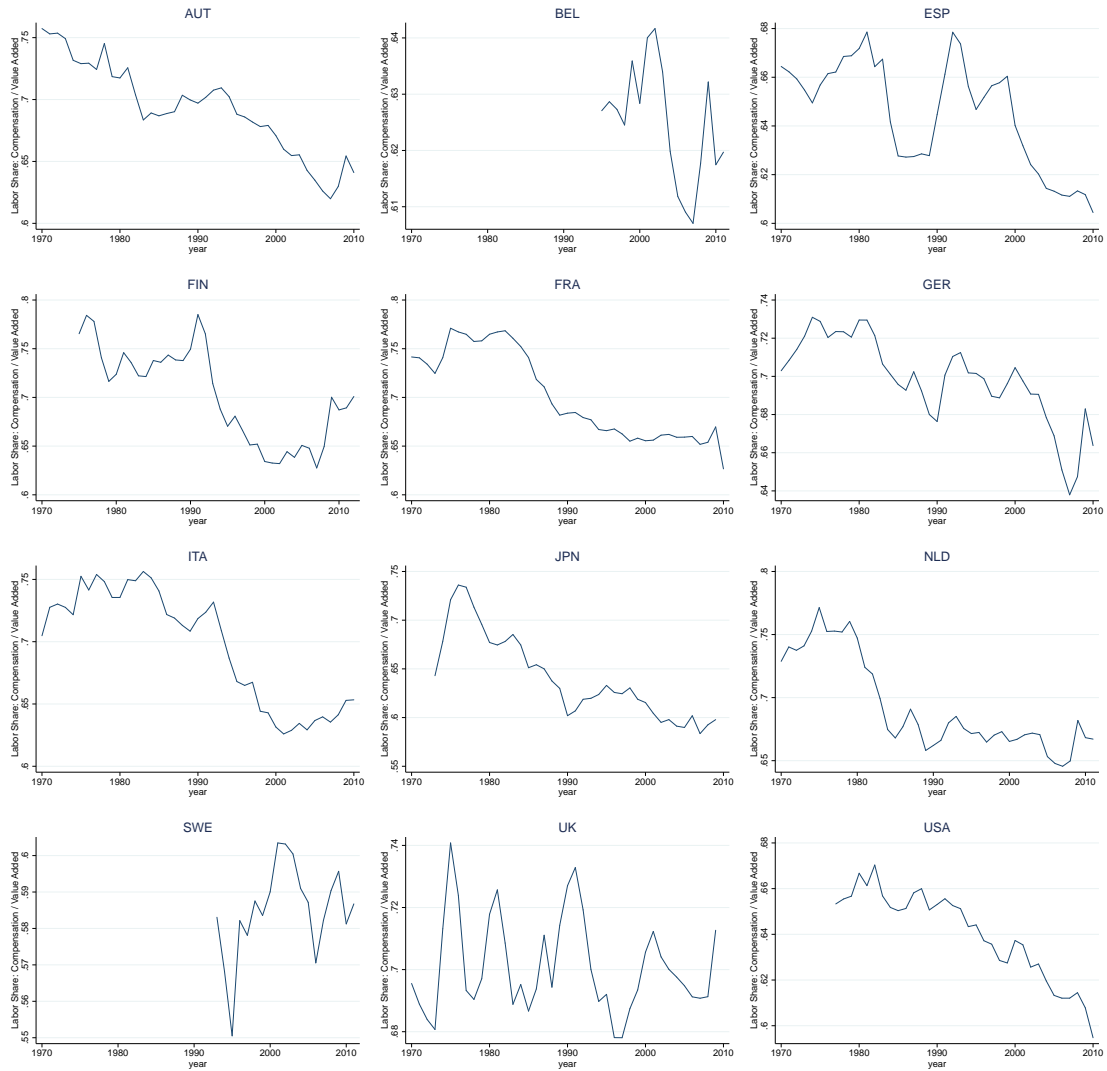 AUT
Labor Share: Compensation / Value Added
.6 .65 .7 .75
1970 1980 1990 2000 2010
year
BEL
Labor Share: Compensation / Value Added
.61 .62 .63 .64
1970 1980 1990 2000 2010
year
ESP
Labor Share: Compensation / Value Added
.6 .62 .64 .66 .68
1970 1980 1990 2000 2010
year
FIN
Labor Share: Compensation / Value Added
.6 .65 .7 .75 .8
1970 1980 1990 2000 2010
year
FRA
Labor Share: Compensation / Value Added
.6 .65 .7 .75 .8
1970 1980 1990 2000 2010
year
GER
Labor Share: Compensation / Value Added
.64 .66 .68 .7 .72 .74
1970 1980 1990 2000 2010
year
ITA
Labor Share: Compensation / Value Added
.6 .65 .7 .75
1970 1980 1990 2000 2010
year
JPN
Labor Share: Compensation / Value Added
.55 .6 .65 .7 .75
1970 1980 1990 2000 2010
year
NLD
Labor Share: Compensation / Value Added
.65 .7 .75 .8
1970 1980 1990 2000 2010
year
SWE
Labor Share: Compensation / Value Added
.55 .56 .57 .58 .59 .6
1970 1980 1990 2000 2010
year
UK
Labor Share: Compensation / Value Added
.68 .7 .72 .74
1970 1980 1990 2000 2010
year
USA
Labor Share: Compensation / Value Added
.6 .62 .64 .66 .68
1970 1980 1990 2000 2010
year